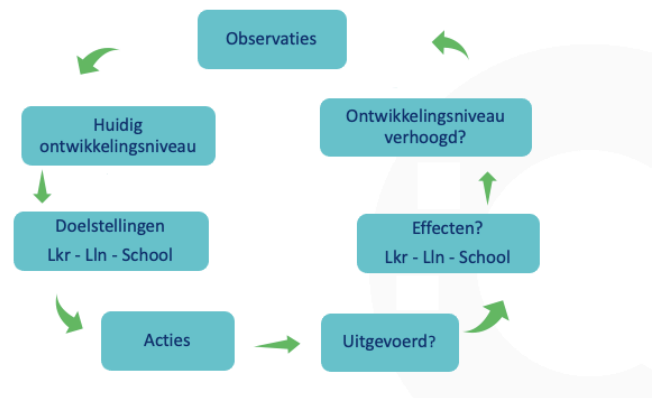 Observaties
Huidig
ontwikkelingsniveau
Doelstellingen
Lkr - Lln - School
Acties
Uitgevoerd?
Effecten?
Lkr - Lln - School
Ontwikkelingsniveau
verhoogd?